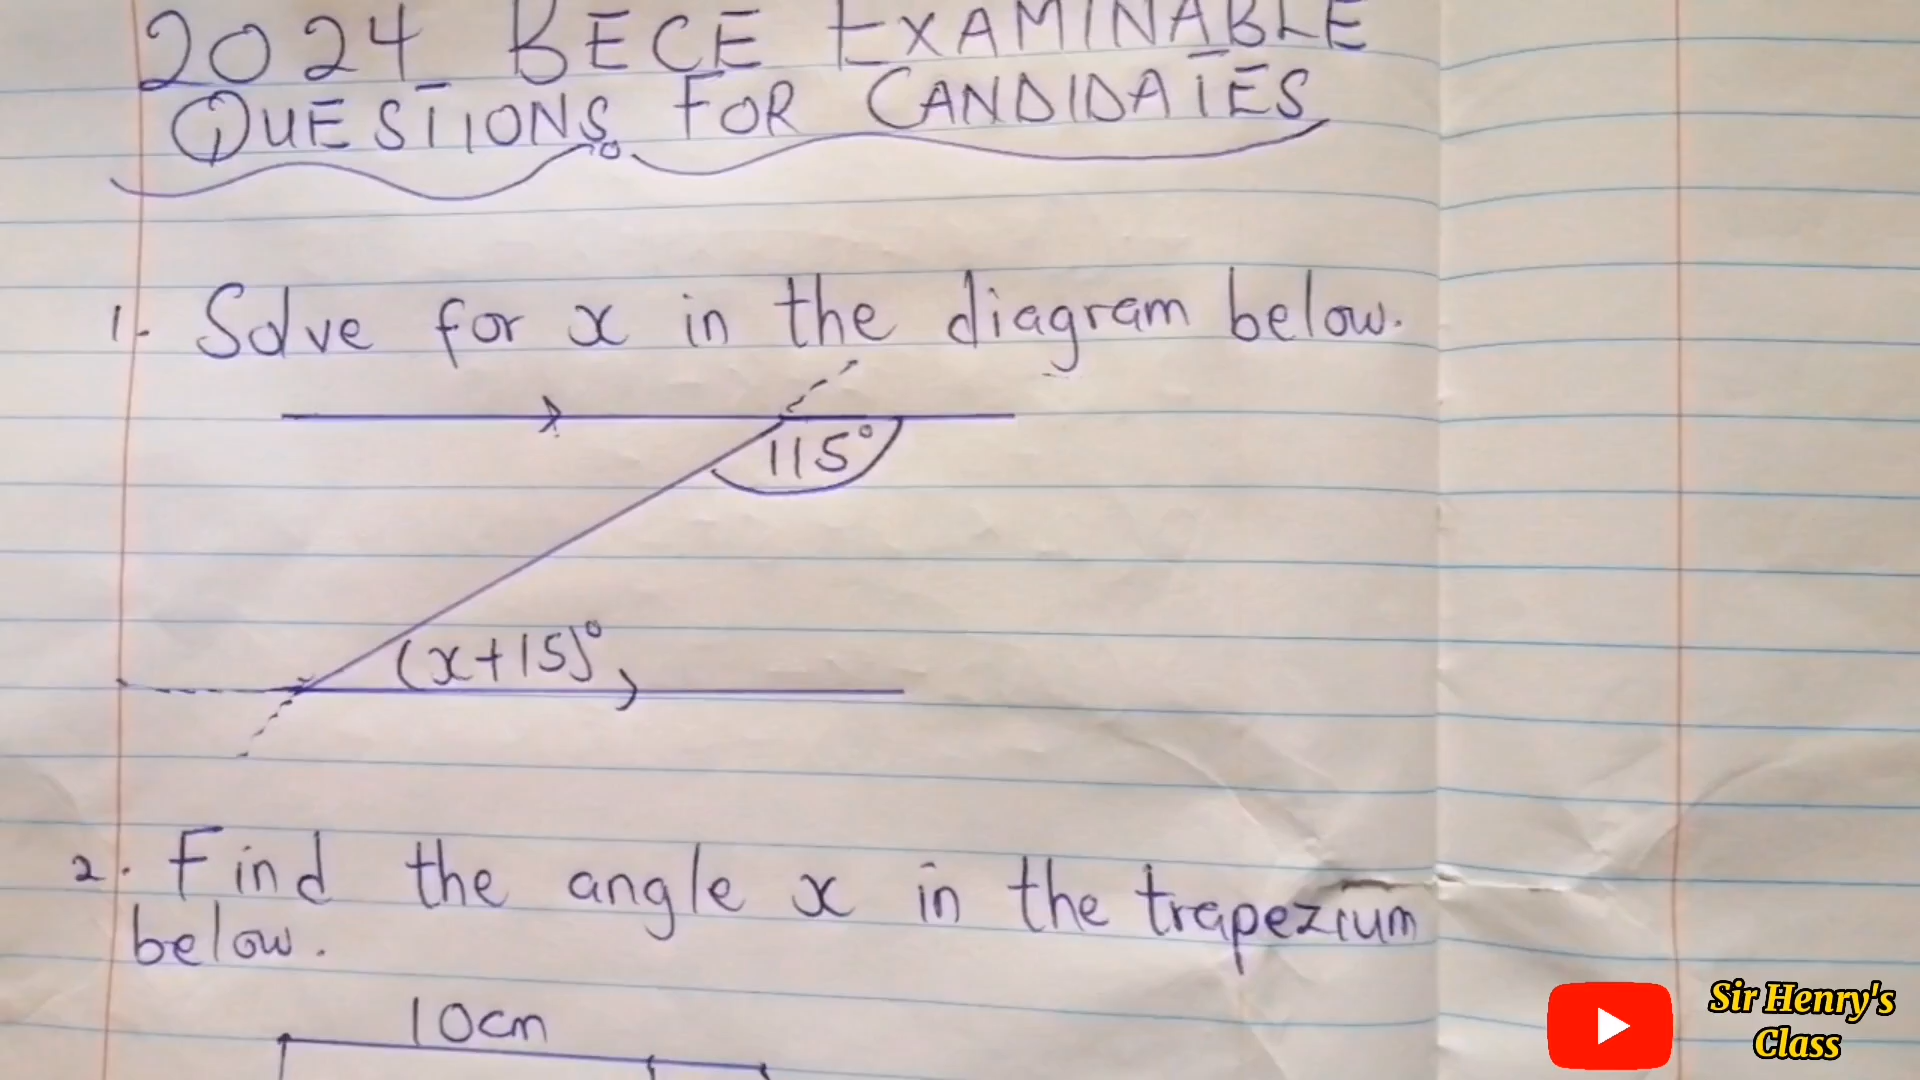 2024 BECE EXAMINABLE
QUESTIONS FOR CANDIDATES
1. Solve for x in the diagram below.
115°
(x+15)°
2. Find the angle x in the trapezium
below.
10cm
Sir Henry's
Class